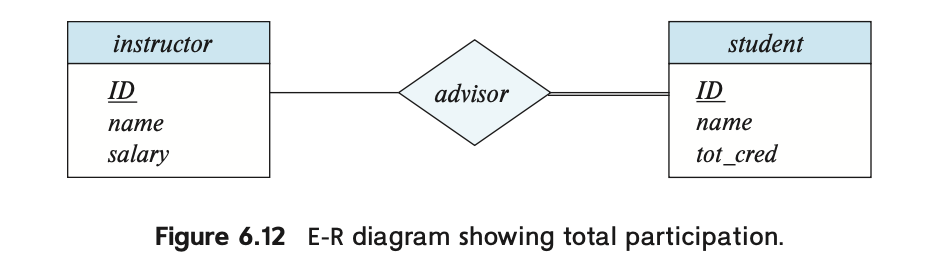 instructor
ID
name
salary
advisor
student
ID
name
tot_cred
Figure 6.12 E-R diagram showing total participation.